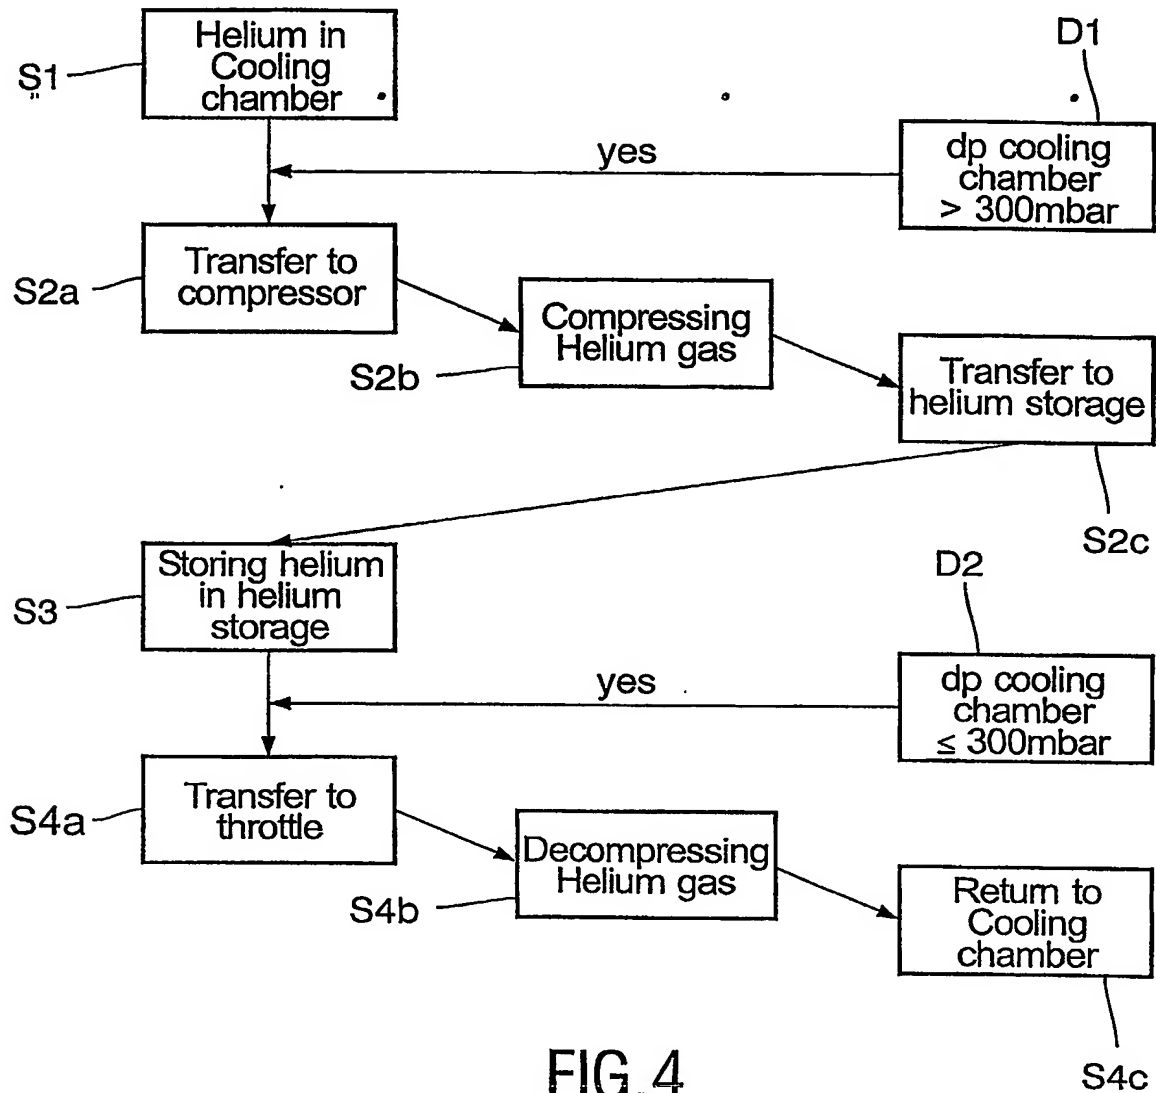 Helium in
Cooling
chamber
S1
D1
yes
dp cooling
chamber
> 300mbar
Transfer to
compressor
S2a
Compressing
Helium gas
S2b
Transfer to
helium storage
S2c
Storing helium
in helium
storage
S3
D2
yes
dp cooling
chamber
≤ 300mbar
Transfer to
throttle
S4a
Decompressing
Helium gas
S4b
Return to
Cooling
chamber
S4c
FIG.4